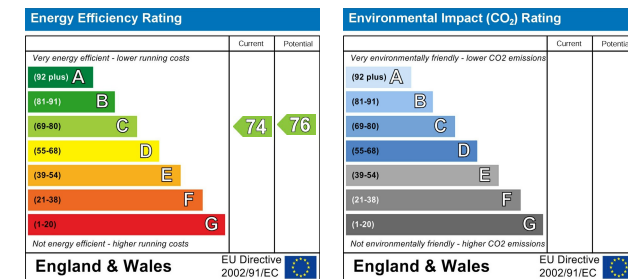 Energy Efficiency Rating
Current Potential
Very energy efficient - lower running costs
(92 plus) A
(81-91) B
(69-80) C 74 76
(55-68) D
(39-54) E
(21-38) F
(1-20) G
Not energy efficient - higher running costs
England & Wales
EU Directive
2002/91/EC
Environmental Impact (CO₂) Rating
Current Potentia
Very environmentally friendly - lower CO2 emissions
(92 plus) A
(81-91) B
(69-80) C
(55-68) D
(39-54) E
(21-38) F
(1-20) G
Not environmentally friendly - higher CO2 emissions
England & Wales
EU Directive
2002/91/EC